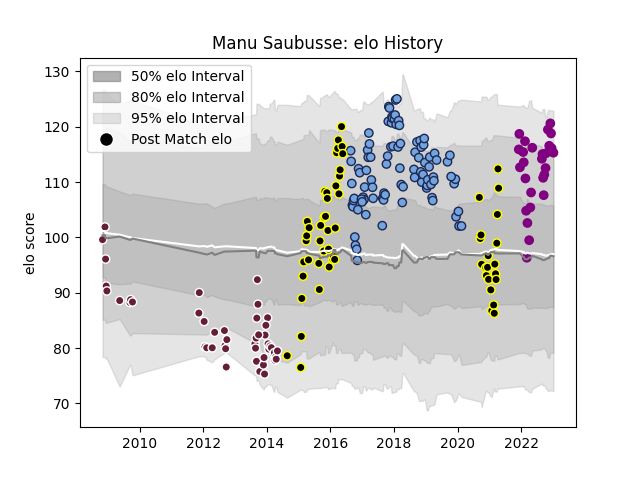 Manu Saubusse: elo History
50% elo Interval
80% elo Interval
95% elo Interval
Post Match elo
elo score
130
120
110
100
90
80
70
2010
2012
2014
2016
2018
2020
2022